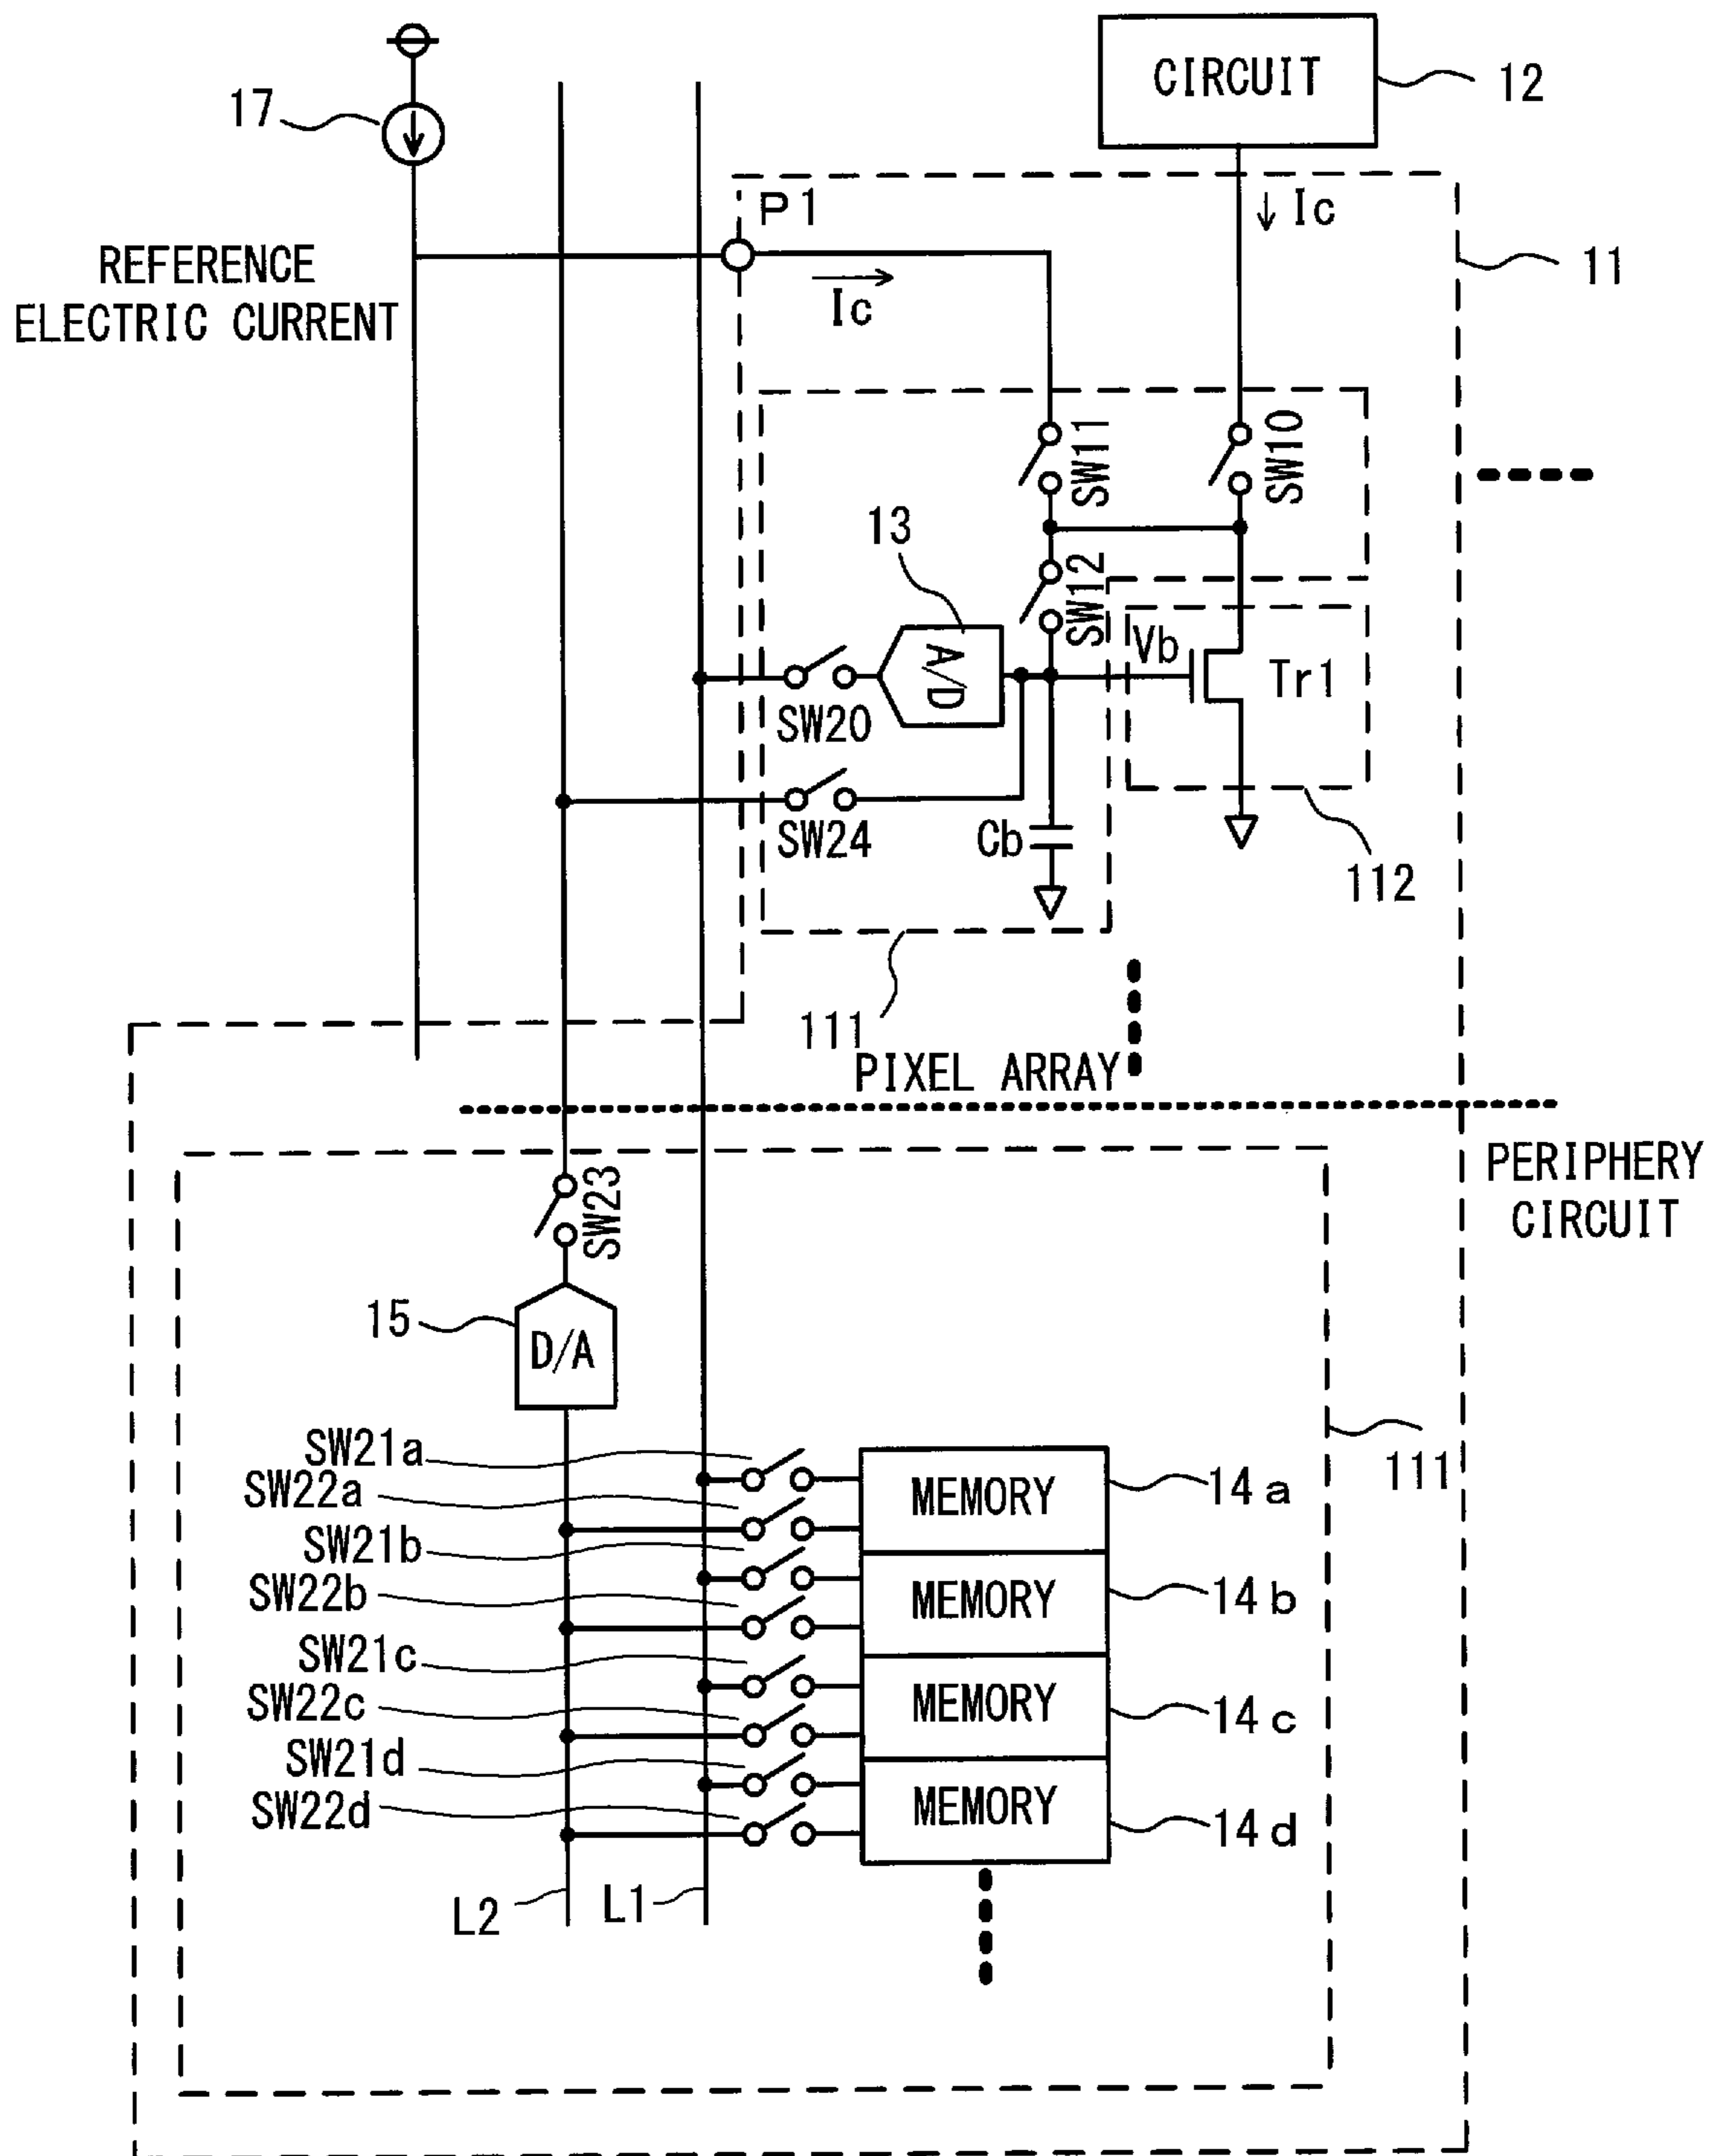 CIRCUIT
12
17
P1
Ic
11
REFERENCE
ELECTRIC CURRENT
Ic
SW11
SW10
13
SW12
A/D
Vb
Tr1
SW20
SW24
Cb
112
111
PIXEL ARRAY
PERIPHERY
CIRCUIT
SW23
15
D/A
SW21a
SW22a
MEMORY
14a
111
SW21b
SW22b
MEMORY
14b
SW21c
SW22c
MEMORY
14c
SW21d
SW22d
MEMORY
14d
L2
L1